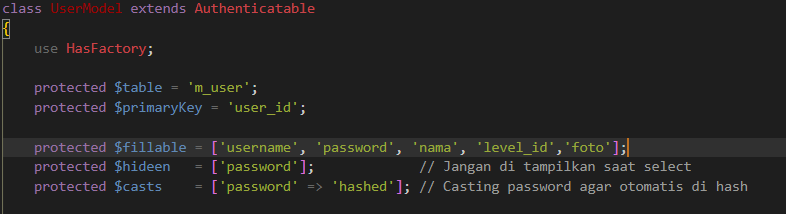 class UserModel extends Authenticatable
{
use HasFactory;
protected $table = 'm_user';
protected $primaryKey = 'user_id';
protected $fillable = ['username', 'password', 'nama', 'level_id','foto'];
protected $hideen = ['password']; // Jangan di tampilkan saat select
protected $casts = ['password' => 'hashed']; // Casting password agar otomatis di hash